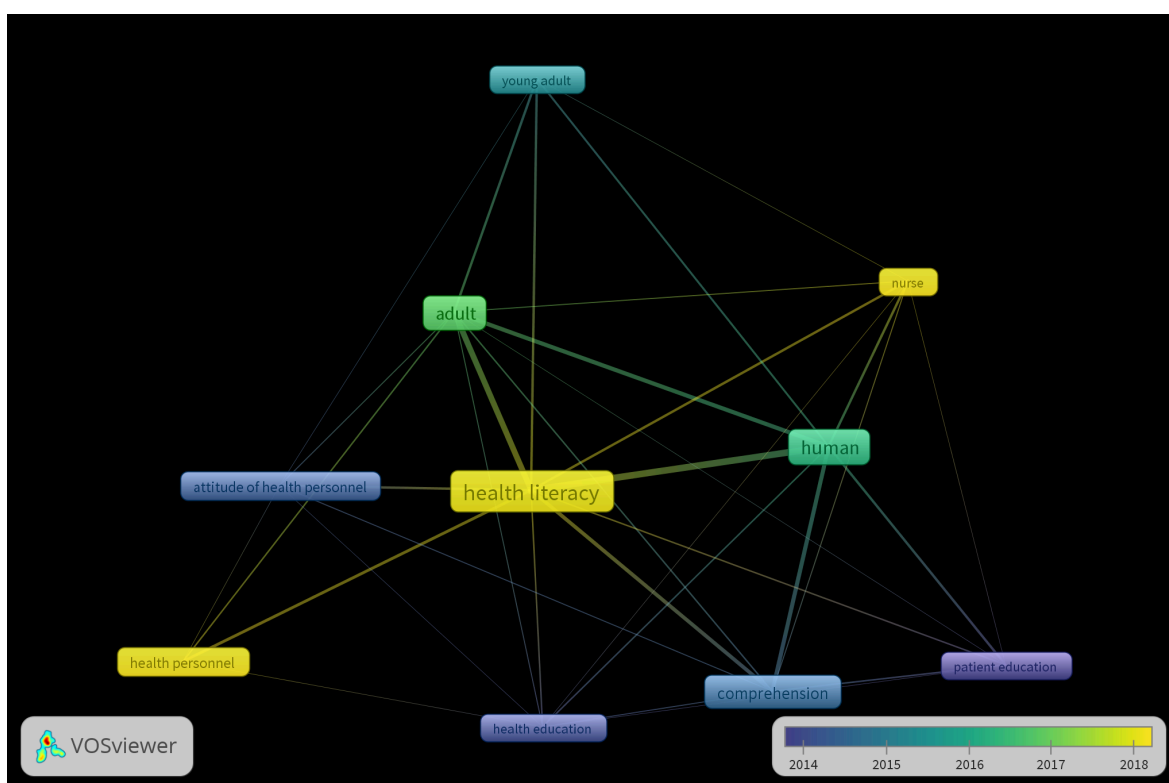 young adult
nurse
adult
human
attitude of health personnel
health literacy
health personnel
patient education
comprehension
health education
VOSviewer
2014 2015 2016 2017 2018